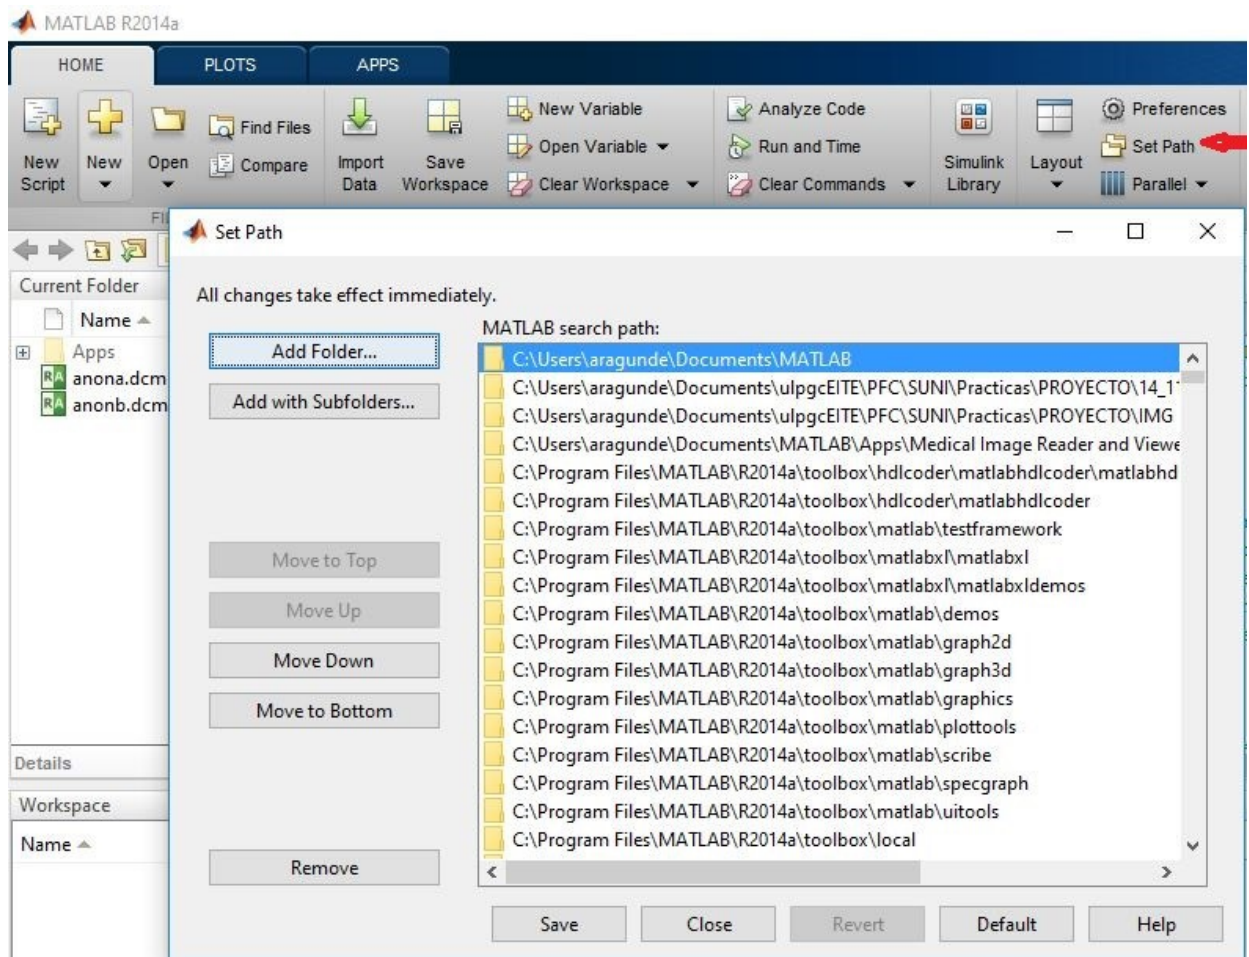 MATLAB R2014a
HOME PLOTS APPS
New Script
New
Open
Find Files
Compare
Import Data
Save Workspace
New Variable
Open Variable
Clear Workspace
Analyze Code
Run and Time
Clear Commands
Simulink Library
Layout
Preferences
Set Path
Parallel
Set Path
Current Folder
Name
Apps
anona.dcm
anonb.dcm
Details
Workspace
Name
All changes take effect immediately.
Add Folder...
Add with Subfolders...
Move to Top
Move Up
Move Down
Move to Bottom
Remove
MATLAB search path:
C:\Users\aragunde\Documents\MATLAB
C:\Users\aragunde\Documents\ulpgcEITE\PFC\SUNI\Practicas\PROYECTO\14_1
C:\Users\aragunde\Documents\ulpgcEITE\PFC\SUNI\Practicas\PROYECTO\IMG
C:\Users\aragunde\Documents\MATLAB\Apps\Medical Image Reader and Viewe
C:\Program Files\MATLAB\R2014a\toolbox\hdlcoder\matlabhdlcoder\matlabhd
C:\Program Files\MATLAB\R2014a\toolbox\hdlcoder\matlabhdlcoder
C:\Program Files\MATLAB\R2014a\toolbox\matlab\testframework
C:\Program Files\MATLAB\R2014a\toolbox\matlabxl\matlabxl
C:\Program Files\MATLAB\R2014a\toolbox\matlabxl\matlabxldemos
C:\Program Files\MATLAB\R2014a\toolbox\matlab\demos
C:\Program Files\MATLAB\R2014a\toolbox\matlab\graph2d
C:\Program Files\MATLAB\R2014a\toolbox\matlab\graph3d
C:\Program Files\MATLAB\R2014a\toolbox\matlab\graphics
C:\Program Files\MATLAB\R2014a\toolbox\matlab\plottools
C:\Program Files\MATLAB\R2014a\toolbox\matlab\scribe
C:\Program Files\MATLAB\R2014a\toolbox\matlab\specgraph
C:\Program Files\MATLAB\R2014a\toolbox\matlab\uitools
C:\Program Files\MATLAB\R2014a\toolbox\local
Save Close Revert Default Help